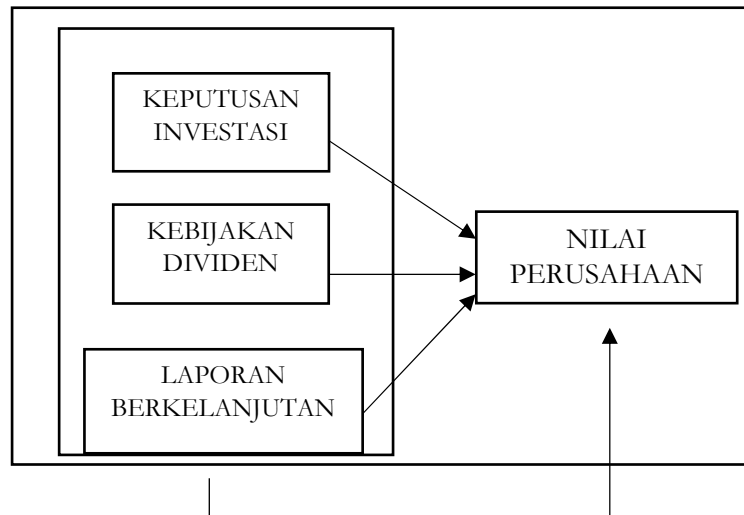 KEPUTUSAN
INVESTASI
KEBIJAKAN
DIVIDEN
NILAI
PERUSAHAAN
LAPORAN
BERKELANJUTAN